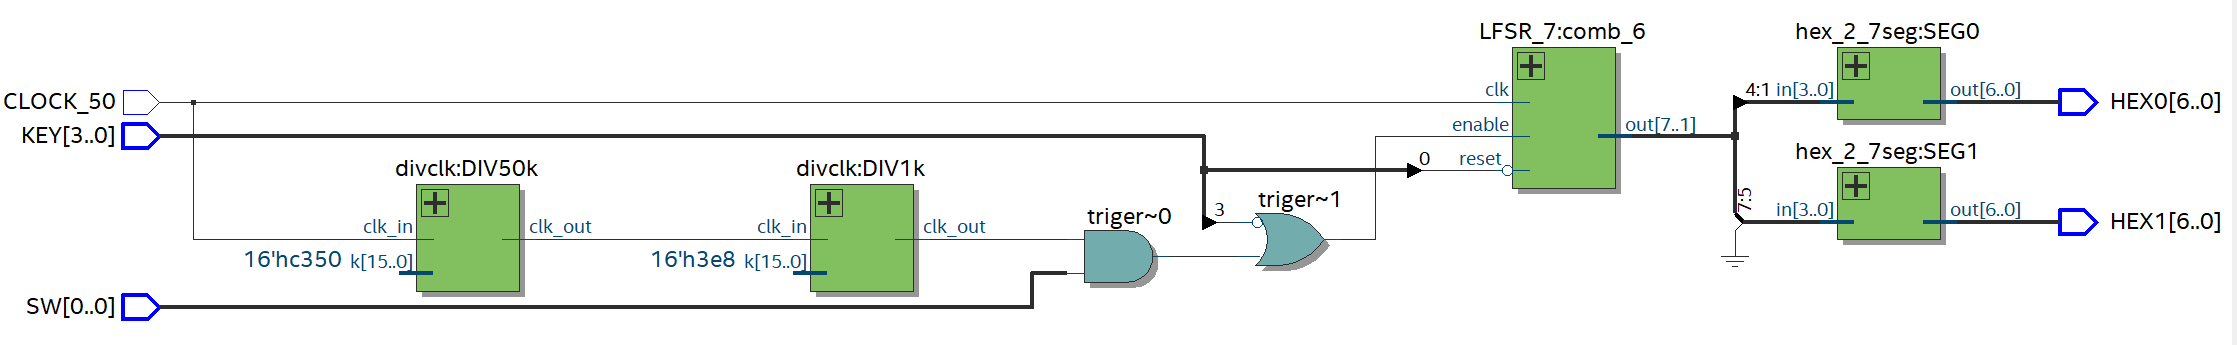 LFSR_7:comb_6
hex_2_7seg:SEG0
CLOCK_50
clk
4:1
in[3..0]
out[6..0]
HEX0[6..0]
KEY[3..0]
enable
out[7..1]
divclk:DIV50k
divclk:DIV1k
0
reset
hex_2_7seg:SEG1
triger~0
3
triger~1
7:5
in[3..0]
out[6..0]
HEX1[6..0]
clk_in
clk_out
clk_in
clk_out
16'hc350
k[15..0]
16'h3e8
k[15..0]
SW[0..0]